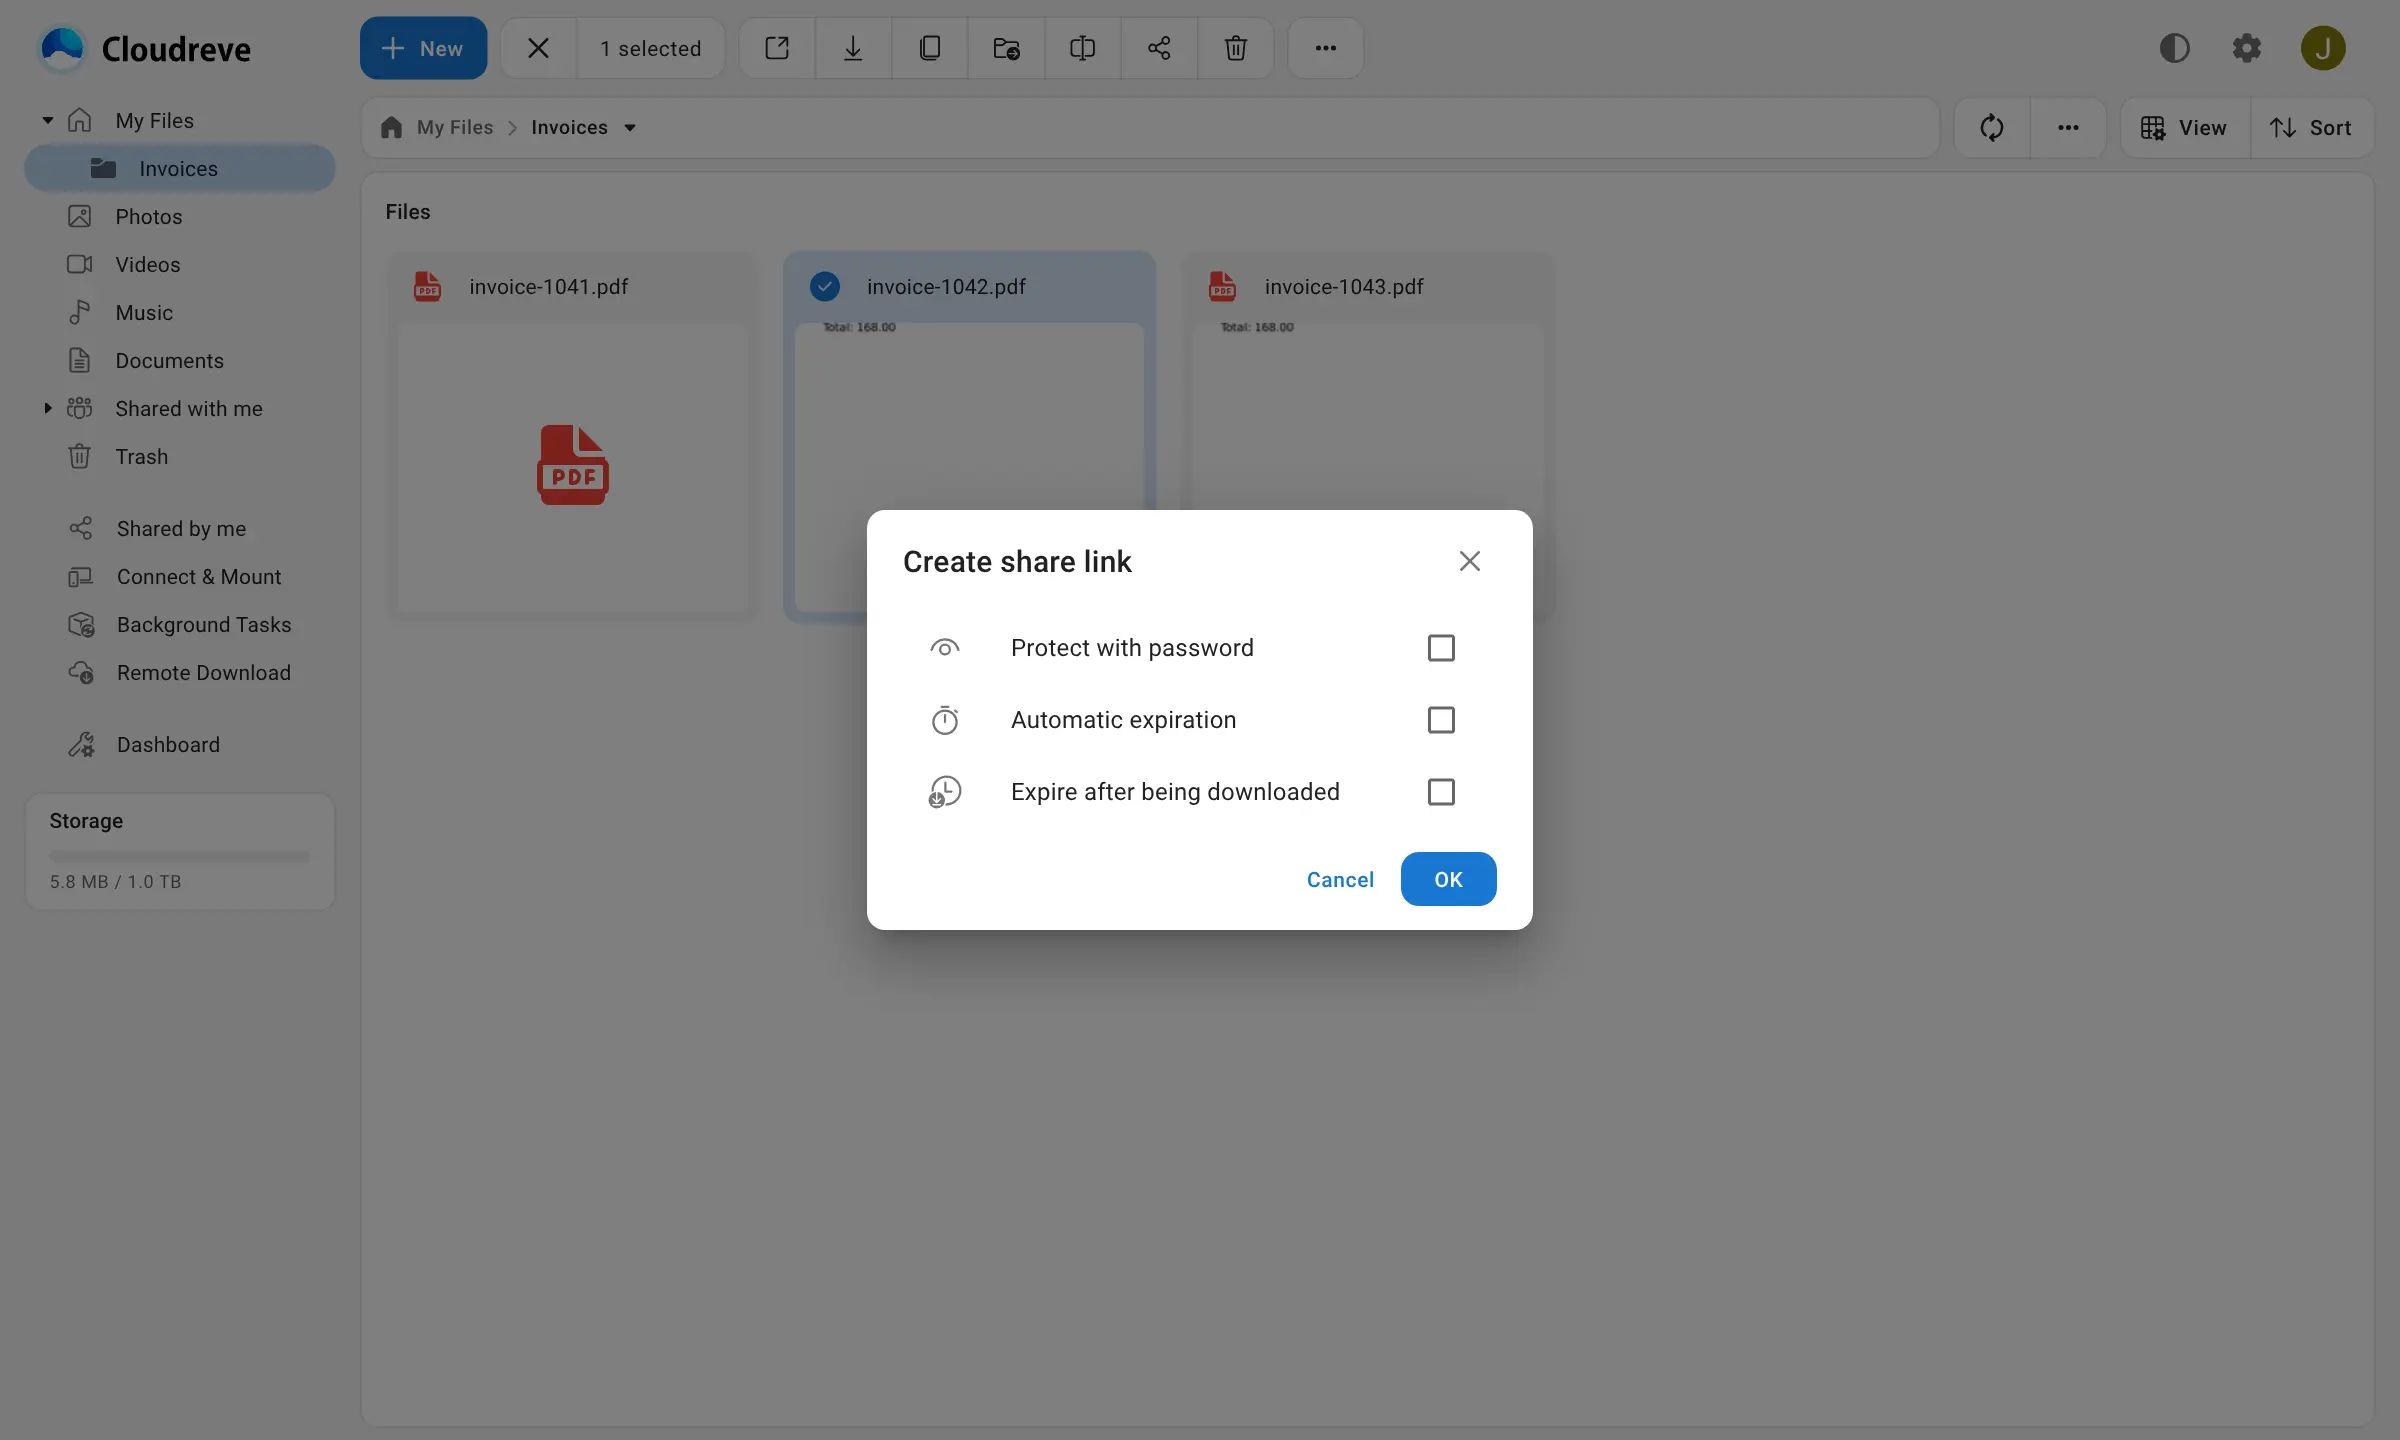 Cloudreve
New
1 selected
J
My Files
Invoices
Photos
Videos
Music
Documents
Shared with me
Trash
Shared by me
Connect & Mount
Background Tasks
Remote Download
Dashboard
Storage
5.8 MB / 1.0 TB
My Files
Invoices
View
Sort
Files
invoice-1041.pdf
invoice-1042.pdf
invoice-1043.pdf
PDF
PDF
Total: 168.00
Total: 168.00
PDF
Create share link
Protect with password
Automatic expiration
Expire after being downloaded
Cancel
OK